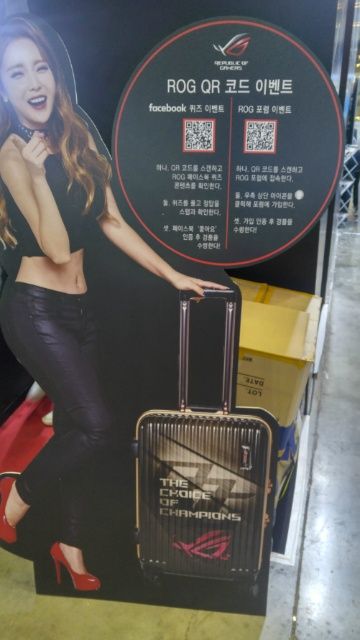 REPUBLIC OF
GAMERS
ROG QR 코드 이벤트
facebook 퀴즈 이벤트
ROG 포럼 이벤트
하나, QR 코드를 스캔하고
ROG 페이스북 퀴즈
콘텐츠를 확인한다.
둘, 퀴즈를 풀고 정답을
스텝과 확인한다.
셋, 페이스북 '좋아요'
인증 후 경품을
수령한다!
하나, QR 코드를 스캔하고
ROG 포럼에 접속한다.
둘, 우측 상단 아이콘을
클릭해 포럼에 가입한다.
셋, 가입 인증 후 경품을
수령한다!
LOT
DATE
THE
CHOICE
OF
CHAMPIONS